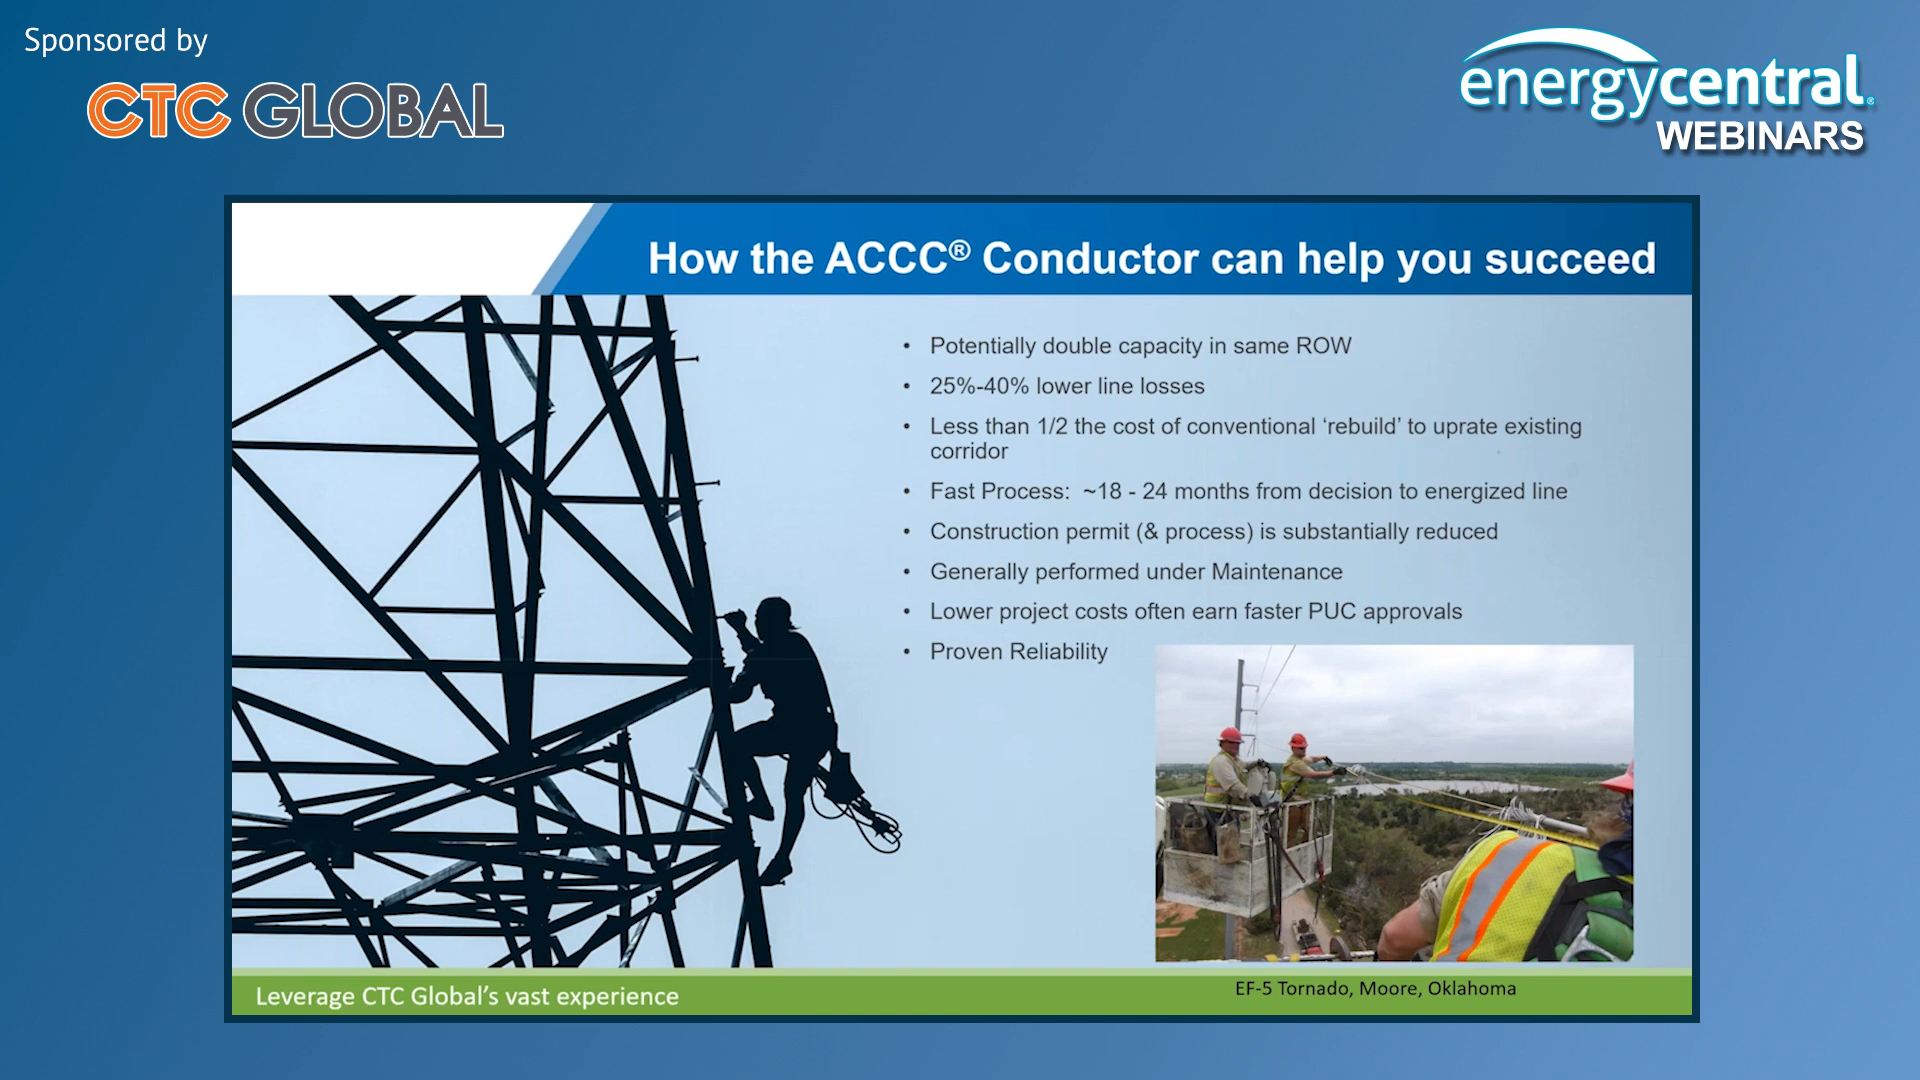 Sponsored by
CTC GLOBAL
energycentral®
WEBINARS
How the ACCC® Conductor can help you succeed
• Potentially double capacity in same ROW
• 25%-40% lower line losses
• Less than 1/2 the cost of conventional ‘rebuild’ to uprate existing
corridor
• Fast Process:  ~18 - 24 months from decision to energized line
• Construction permit (& process) is substantially reduced
• Generally performed under Maintenance
• Lower project costs often earn faster PUC approvals
• Proven Reliability
Leverage CTC Global’s vast experience
EF-5 Tornado, Moore, Oklahoma